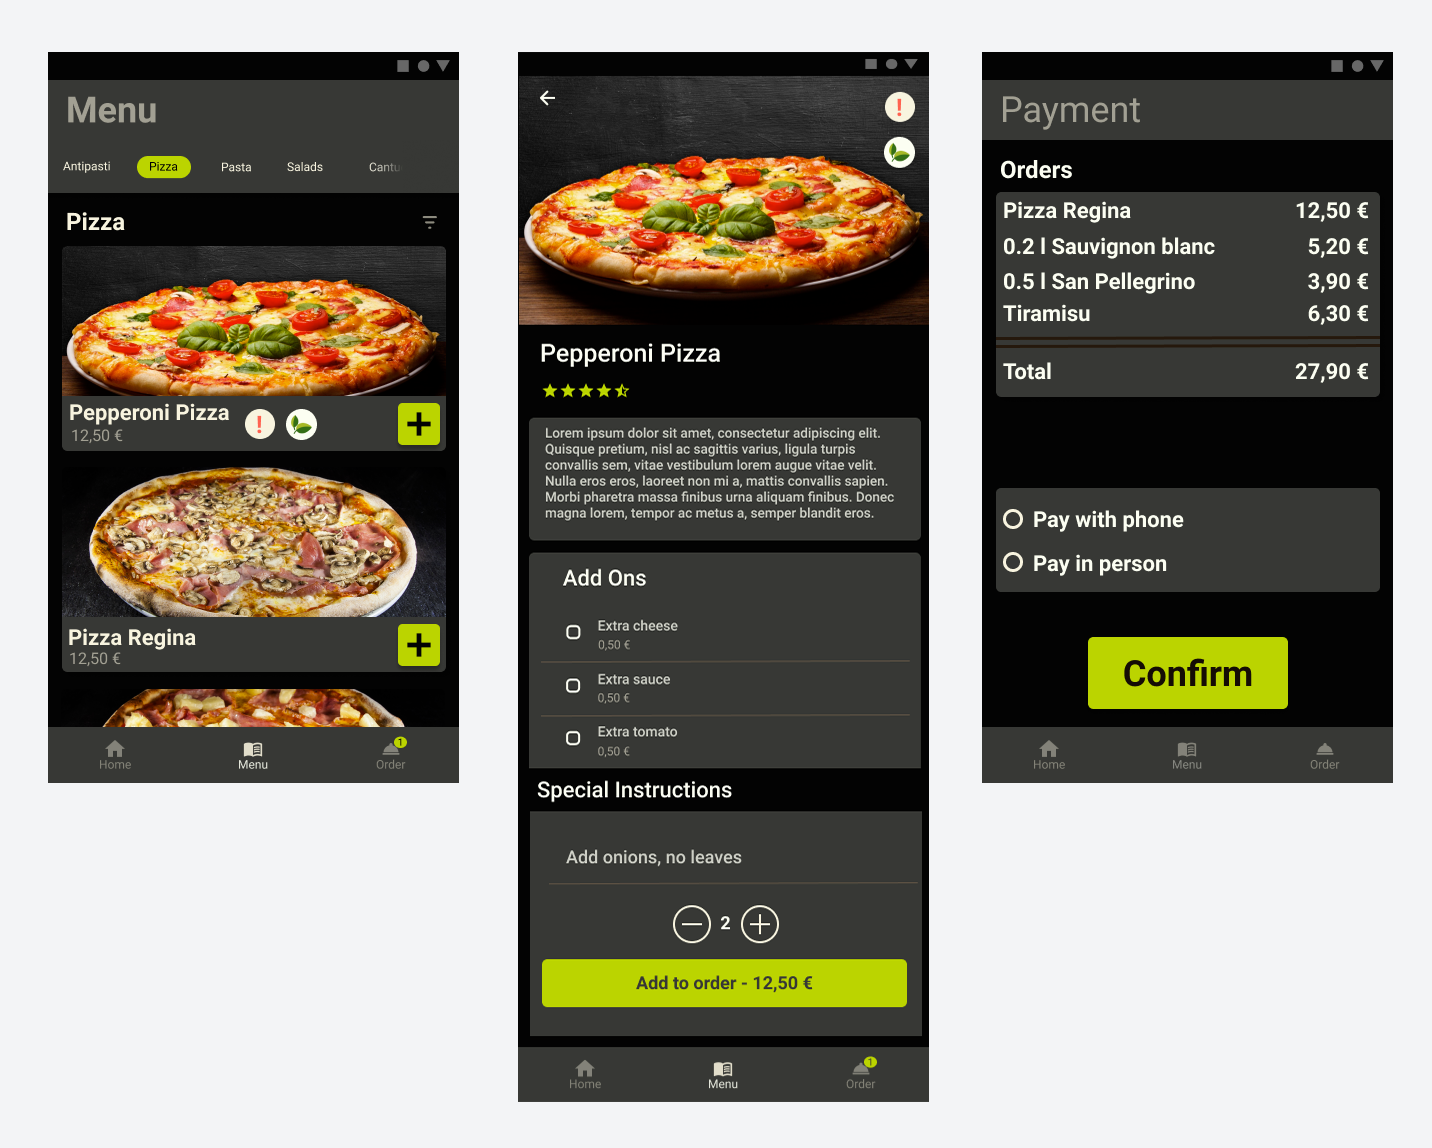 Menu
Antipasti Pizza Pasta Salads Cantu
Pizza
!
Pepperoni Pizza
12,50 €
Pizza Regina
12,50 €
Home Menu Order 1
!
Pepperoni Pizza
Lorem ipsum dolor sit amet, consectetur adipiscing elit.
Quisque pretium, nisl ac sagittis varius, ligula turpis
convallis sem, vitae vestibulum lorem augue vitae velit.
Nulla eros eros, laoreet non mi a, mattis convallis sapien.
Morbi pharetra massa finibus urna aliquam finibus. Donec
magna lorem, tempor ac metus a, semper blandit eros.
Add Ons
Extra cheese
0,50 €
Extra sauce
0,50 €
Extra tomato
0,50 €
Special Instructions
Add onions, no leaves
2
Add to order - 12,50 €
Home Menu Order 1
Payment
Orders
Pizza Regina 12,50 €
0.2 l Sauvignon blanc 5,20 €
0.5 l San Pellegrino 3,90 €
Tiramisu 6,30 €
Total 27,90 €
Pay with phone
Pay in person
Confirm
Home Menu Order